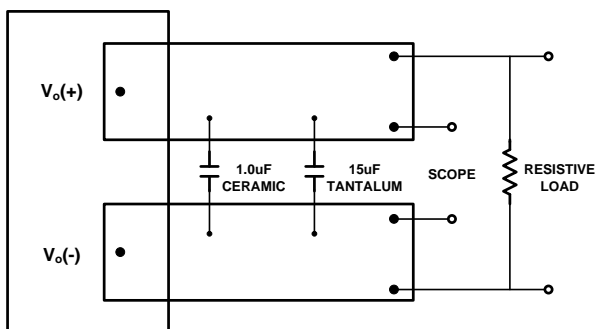 Vₒ(+)
1.0uF
CERAMIC
15uF
TANTALUM
SCOPE
RESISTIVE
LOAD
Vₒ(-)